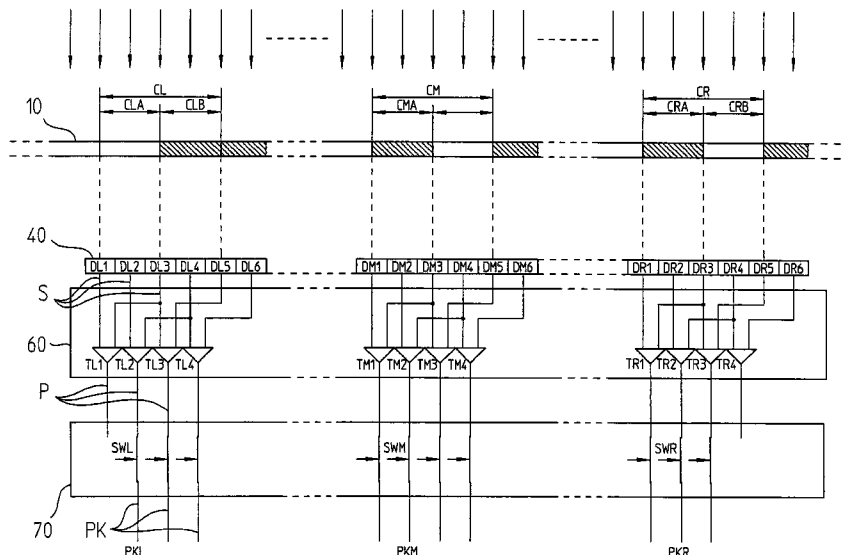 CL CM CR
CLA CLB CMA CRA CRB
10
40
DL1 DL2 DL3 DL4 DL5 DL6 DM1 DM2 DM3 DM4 DM5 DM6 DR1 DR2 DR3 DR4 DR5 DR6
S
60
TL1 TL2 TL3 TL4 TM1 TM2 TM3 TM4 TR1 TR2 TR3 TR4
P
SWL SWM SWR
70
PK
PKL PKM PKR